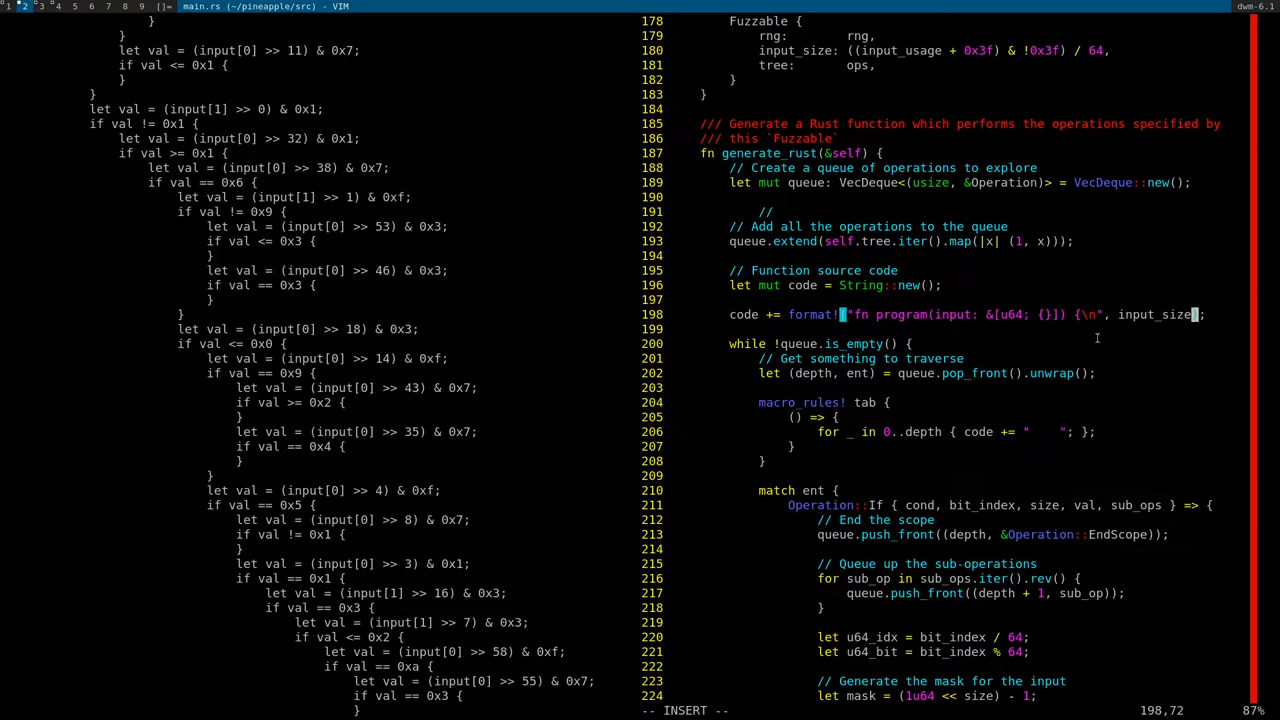 1 2 3 4 5 6 7 8 9 []= main.rs (~/pineapple/src) - VIM dwm-6.1
}
}
let val = (input[0] >> 11) & 0x7;
if val <= 0x1 {
}
}
let val = (input[1] >> 0) & 0x1;
if val != 0x1 {
let val = (input[0] >> 32) & 0x1;
if val >= 0x1 {
let val = (input[0] >> 38) & 0x7;
if val == 0x6 {
let val = (input[1] >> 1) & 0xf;
if val != 0x9 {
let val = (input[0] >> 53) & 0x3;
if val <= 0x3 {
}
let val = (input[0] >> 46) & 0x3;
if val == 0x3 {
}
}
let val = (input[0] >> 18) & 0x3;
if val <= 0x0 {
let val = (input[0] >> 14) & 0xf;
if val == 0x9 {
let val = (input[0] >> 43) & 0x7;
if val >= 0x2 {
}
let val = (input[0] >> 35) & 0x7;
if val == 0x4 {
}
}
let val = (input[0] >> 4) & 0xf;
if val == 0x5 {
let val = (input[0] >> 8) & 0x7;
if val != 0x1 {
}
let val = (input[0] >> 3) & 0x1;
if val == 0x1 {
let val = (input[1] >> 16) & 0x3;
if val == 0x3 {
let val = (input[1] >> 7) & 0x3;
if val <= 0x2 {
let val = (input[0] >> 58) & 0xf;
if val == 0xa {
let val = (input[0] >> 55) & 0x7;
if val == 0x3 {
}
178 Fuzzable {
179 rng: rng,
180 input_size: ((input_usage + 0x3f) & !0x3f) / 64,
181 tree: ops,
182 }
183 }
184
185 /// Generate a Rust function which performs the operations specified by
186 /// this `Fuzzable`
187 fn generate_rust(&self) {
188 // Create a queue of operations to explore
189 let mut queue: VecDeque<(usize, &Operation)> = VecDeque::new();
190
191 //
192 // Add all the operations to the queue
193 queue.extend(self.tree.iter().map(|x| (1, x)));
194
195 // Function source code
196 let mut code = String::new();
197
198 code += format!("fn program(input: &[u64; {}]) {\n", input_size);
199
200 while !queue.is_empty() {
201 // Get something to traverse
202 let (depth, ent) = queue.pop_front().unwrap();
203
204 macro_rules! tab {
205 () => {
206 for _ in 0..depth { code += "    "; };
207 }
208 }
209
210 match ent {
211 Operation::If { cond, bit_index, size, val, sub_ops } => {
212 // End the scope
213 queue.push_front((depth, &Operation::EndScope));
214
215 // Queue up the sub-operations
216 for sub_op in sub_ops.iter().rev() {
217 queue.push_front((depth + 1, sub_op));
218 }
219
220 let u64_idx = bit_index / 64;
221 let u64_bit = bit_index % 64;
222
223 // Generate the mask for the input
224 let mask = (1u64 << size) - 1;
-- INSERT -- 198,72 87%